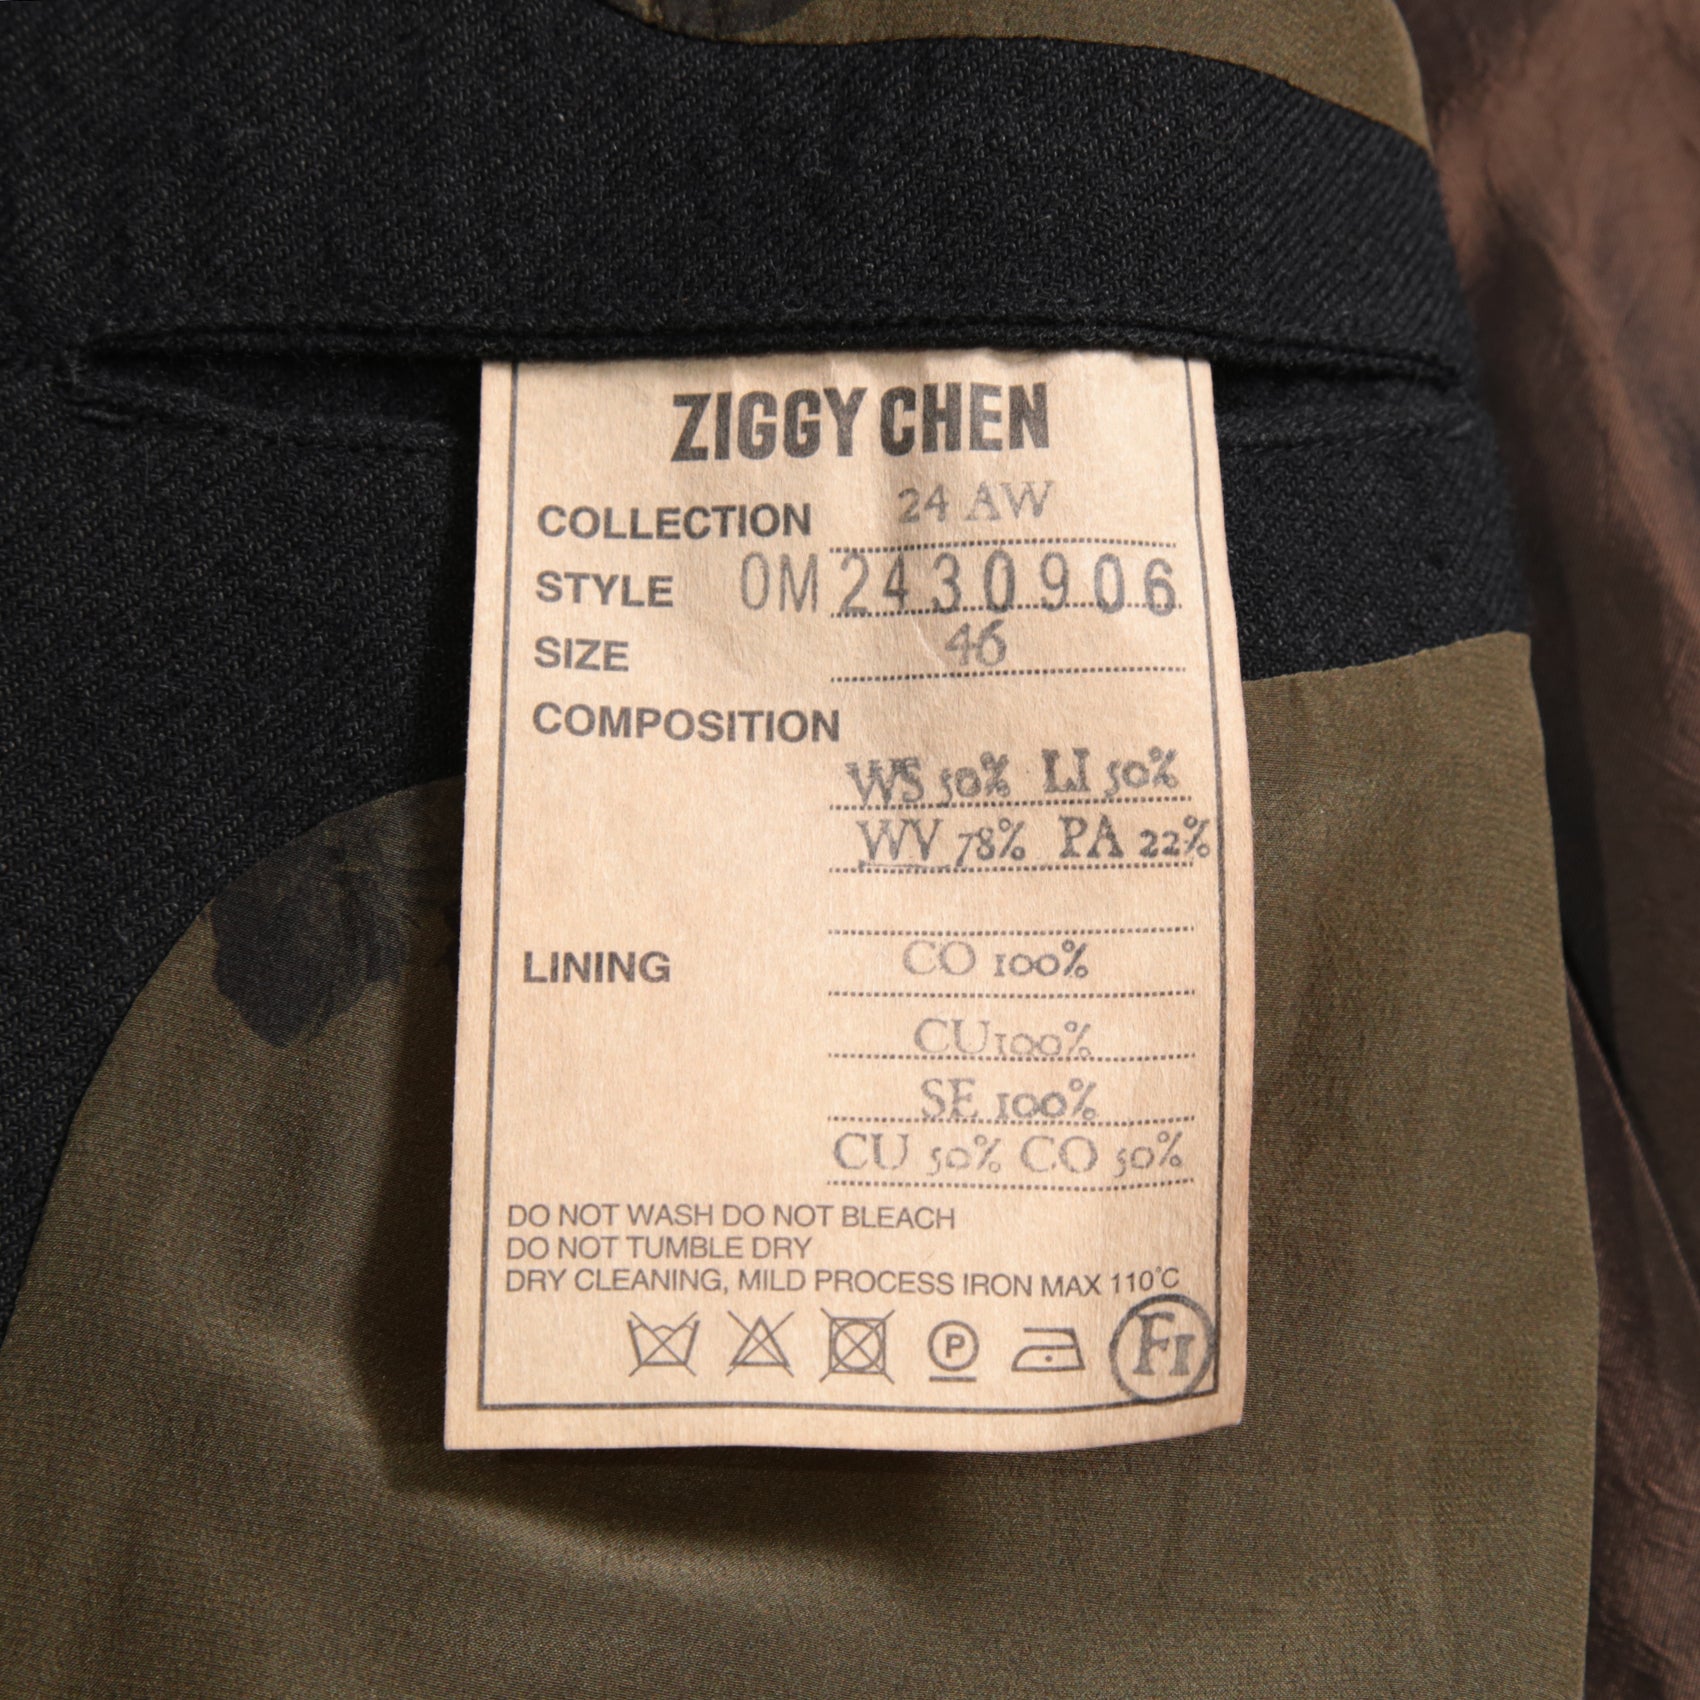 ZIGGY CHEN
COLLECTION 24 AW
STYLE 0M2430906
SIZE 46
COMPOSITION
WS 50% LI 50%
WV 78% PA 22%
LINING CO 100%
CU 100%
SE 100%
CU 50% CO 50%
DO NOT WASH DO NOT BLEACH
DO NOT TUMBLE DRY
DRY CLEANING, MILD PROCESS IRON MAX 110°C
P
F1